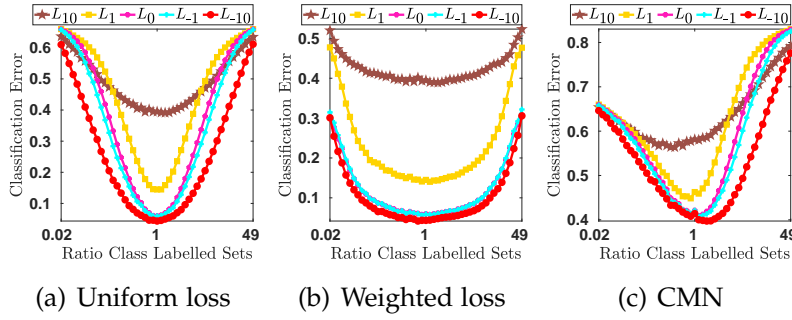 L10 L1 L0 L-1 L-10
Classification Error
0.6
0.5
0.4
0.3
0.2
0.1
0.02 1 49
Ratio Class Labelled Sets
(a) Uniform loss
L10 L1 L0 L-1 L-10
Classification Error
0.5
0.4
0.3
0.2
0.1
0.02 1 49
Ratio Class Labelled Sets
(b) Weighted loss
L10 L1 L0 L-1 L-10
Classification Error
0.8
0.7
0.6
0.5
0.4
0.02 1 49
Ratio Class Labelled Sets
(c) CMN